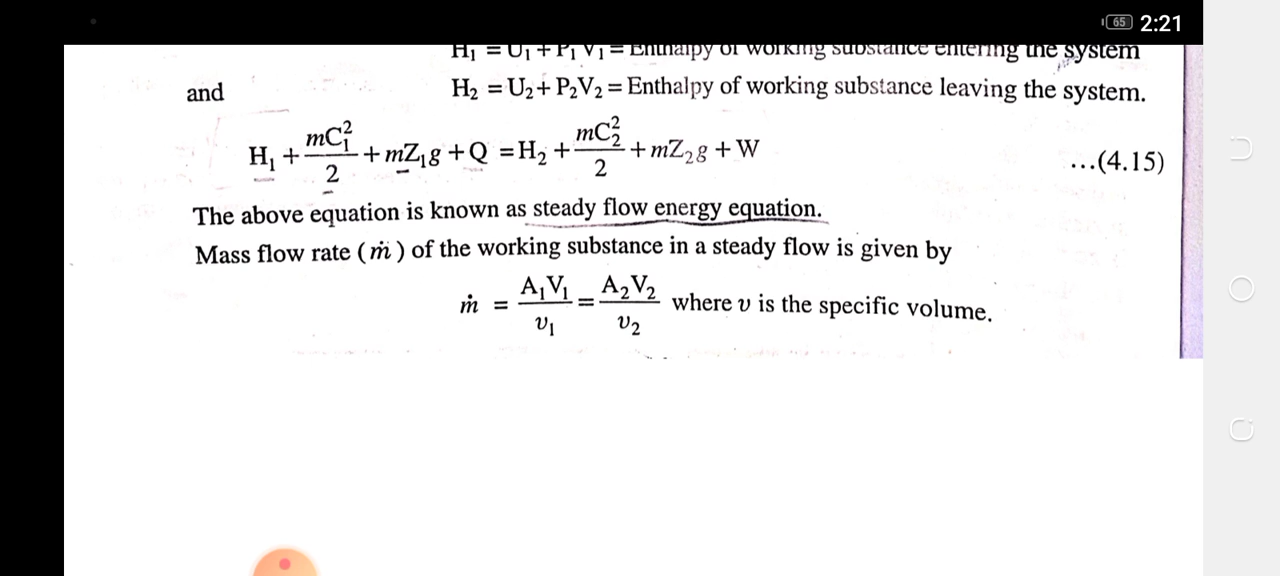 65 2:21
H₁ = U₁ + P₁ V₁ = Enthalpy of working substance entering the system
and H₂ = U₂ + P₂V₂ = Enthalpy of working substance leaving the system.
H₁ + mC₁²/2 + mZ₁g + Q = H₂ + mC₂²/2 + mZ₂g + W ...(4.15)
The above equation is known as steady flow energy equation.
Mass flow rate (ṁ) of the working substance in a steady flow is given by
ṁ = A₁V₁/υ₁ = A₂V₂/υ₂ where υ is the specific volume.